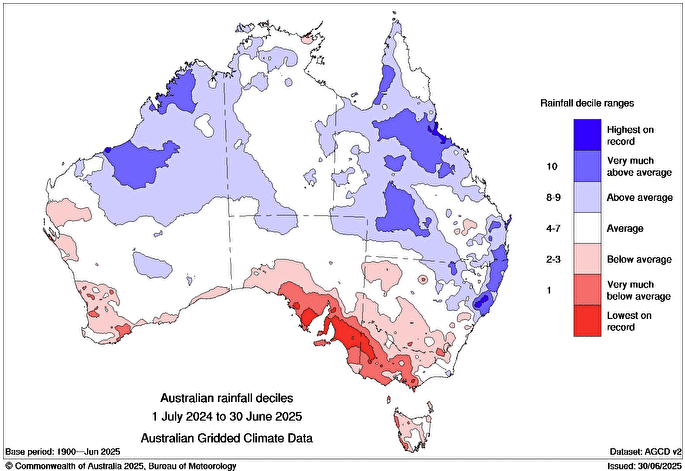 Rainfall decile ranges
Highest on
record
10
Very much
above average
8-9
Above average
4-7
Average
2-3
Below average
1
Very much
below average
Lowest on
record
Australian rainfall deciles
1 July 2024 to 30 June 2025
Australian Gridded Climate Data
Base period: 1900—Jun 2025
Dataset: AGCD v2
© Commonwealth of Australia 2025, Bureau of Meteorology
Issued: 30/06/2025